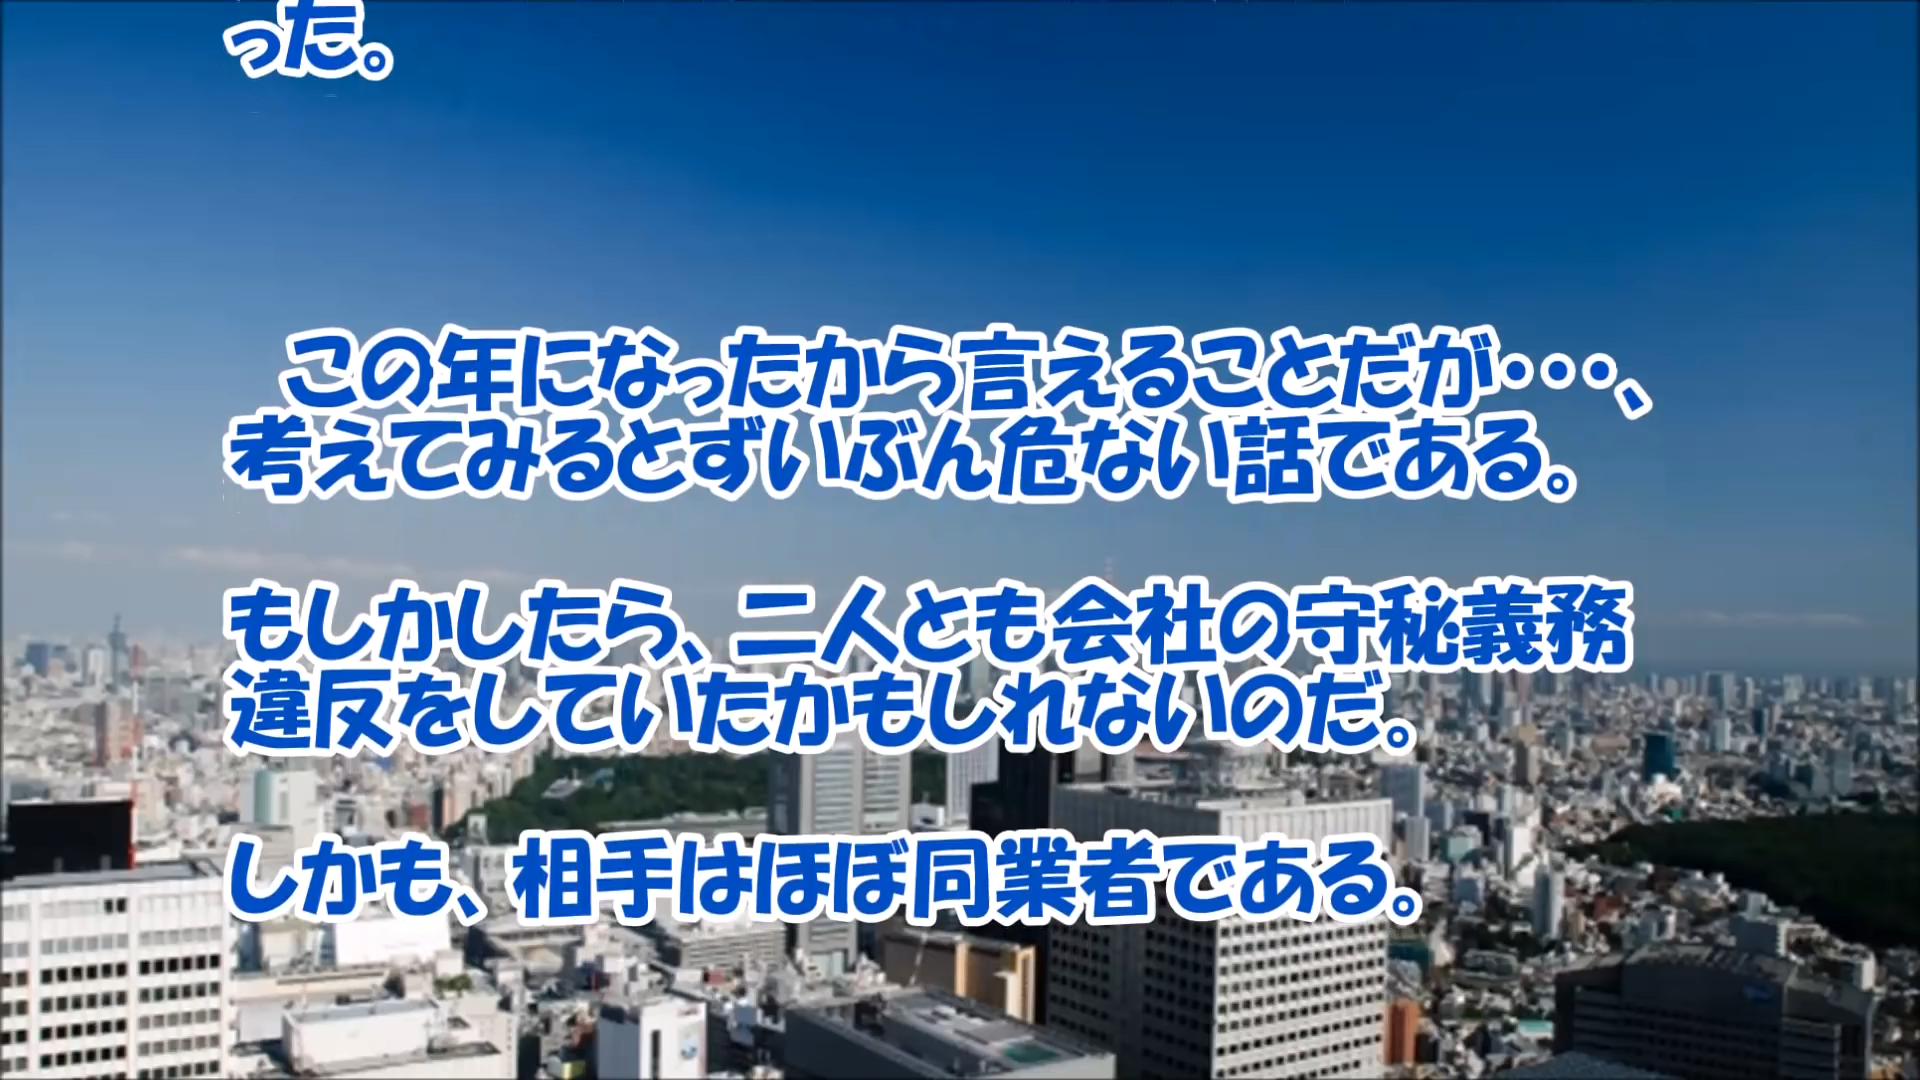 った。
この年になったから言えることだが・・・、
考えてみるとずいぶん危ない話である。
もしかしたら、二人とも会社の守秘義務
違反をしていたかもしれないのだ。
しかも、相手はほぼ同業者である。